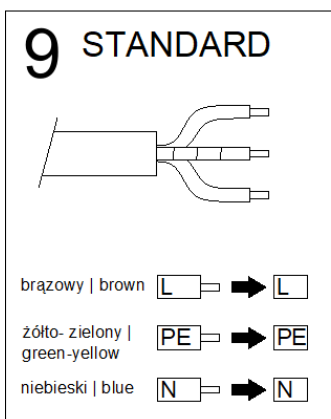 9 STANDARD
brązowy | brown L L
żółto- zielony |
green-yellow PE PE
niebieski | blue N N